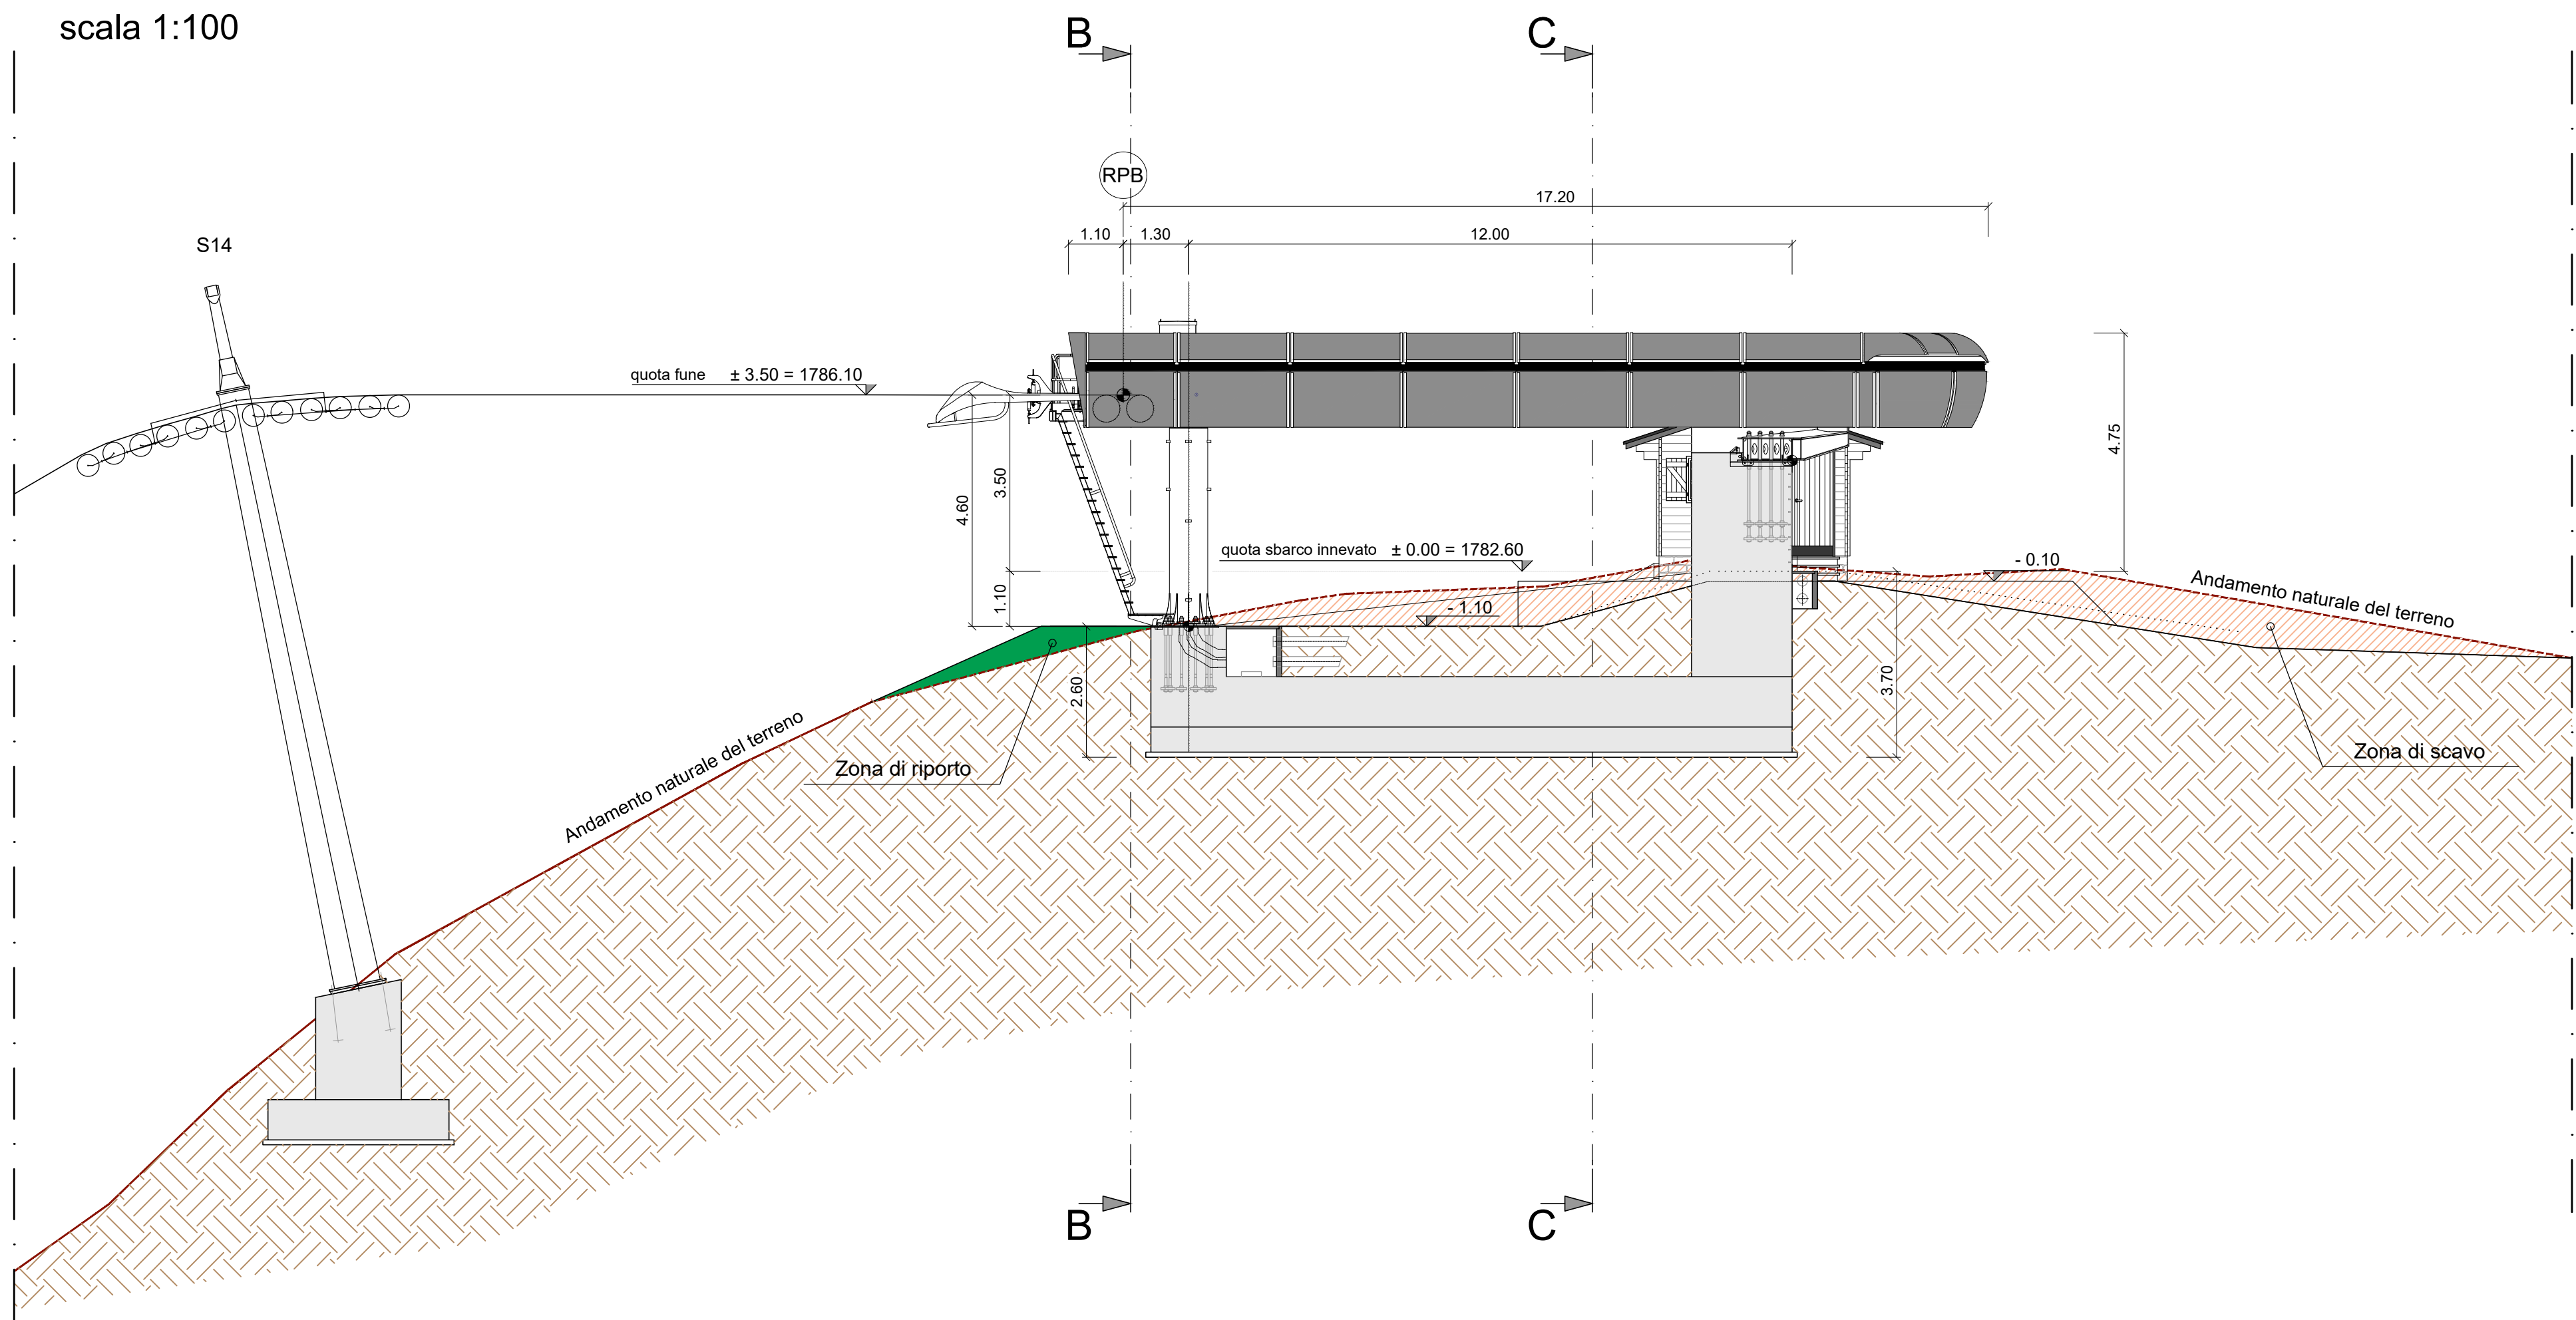 scala 1:100
B
C
RPB
17.20
S14
1.10
1.30
12.00
quota fune ± 3.50 = 1786.10
4.75
3.50
4.60
quota sbarco innevato ± 0.00 = 1782.60
- 0.10
1.10
- 1.10
Andamento naturale del terreno
2.60
3.70
Andamento naturale del terreno
Zona di riporto
Zona di scavo
B
C